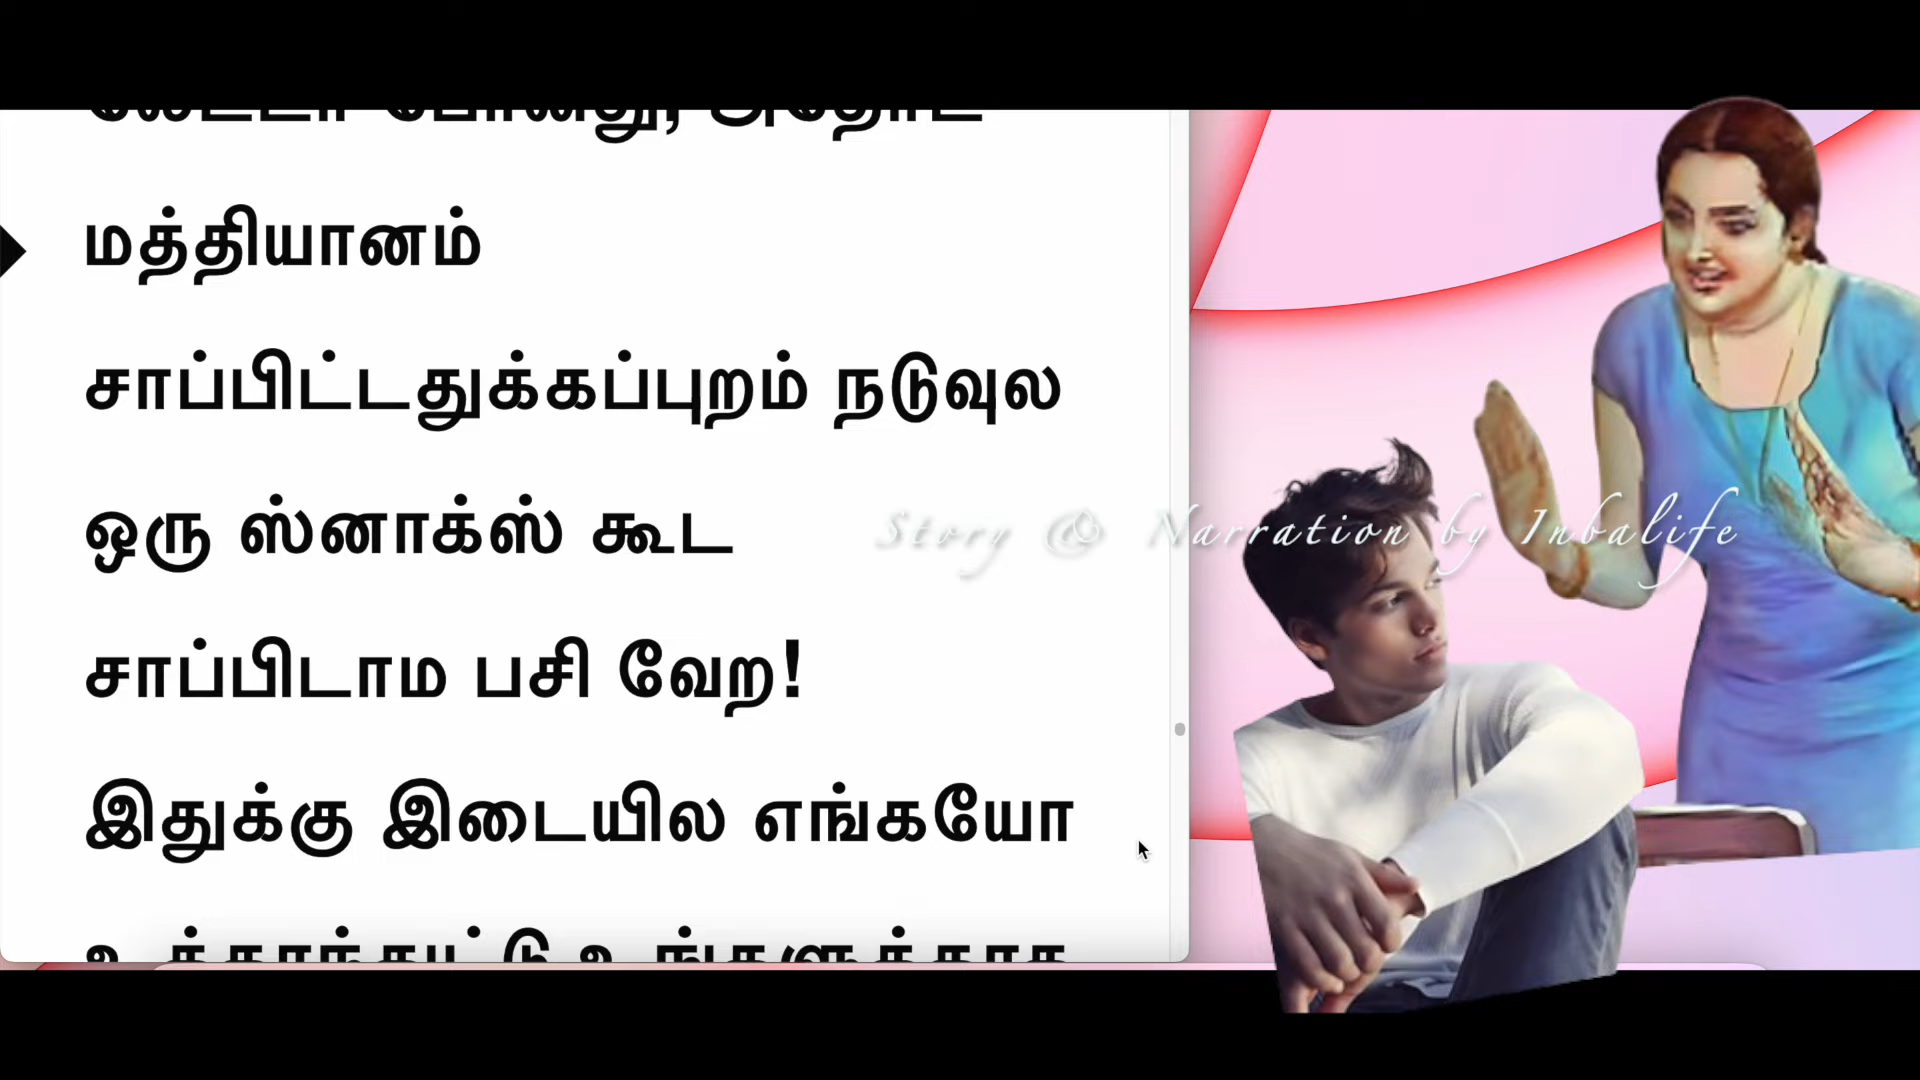 மத்தியானம்
சாப்பிட்டதுக்கப்புறம் நடுவுல
ஒரு ஸ்னாக்ஸ் கூட
சாப்பிடாம பசி வேற!
இதுக்கு இடையில எங்கயோ
Story & Narration by Inbalife